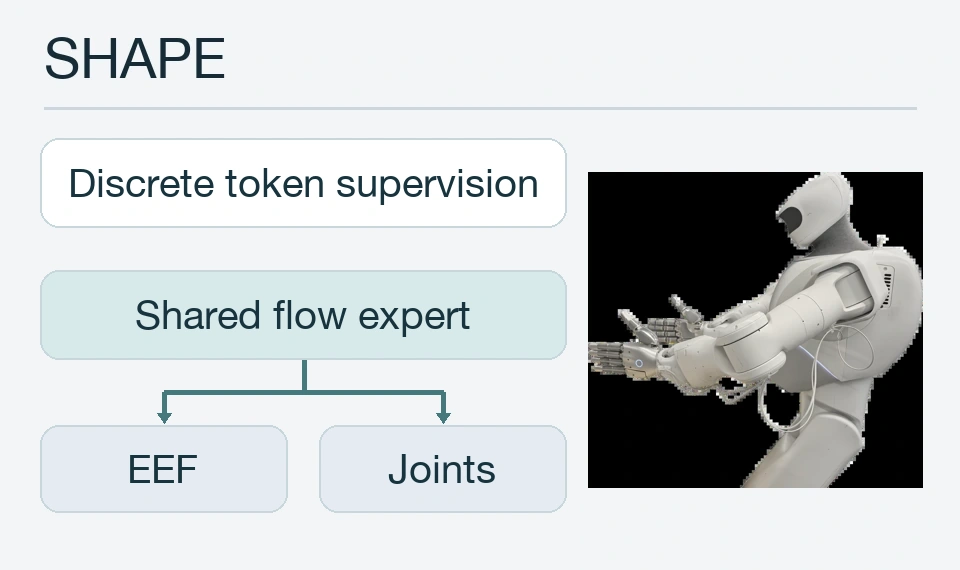 SHAPE
Discrete token supervision
Shared flow expert
EEF
Joints